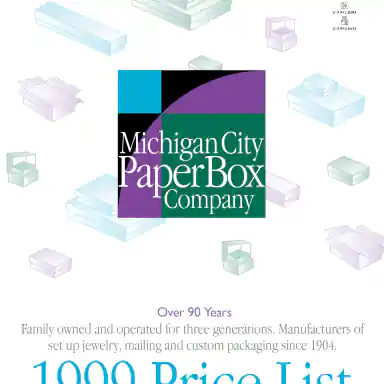 Michigan City
PaperBox
Company
Over 90 Years
Family owned and operated for three generations. Manufacturers of
set up jewelry, mailing and custom packaging since 1904.
1999 Price List